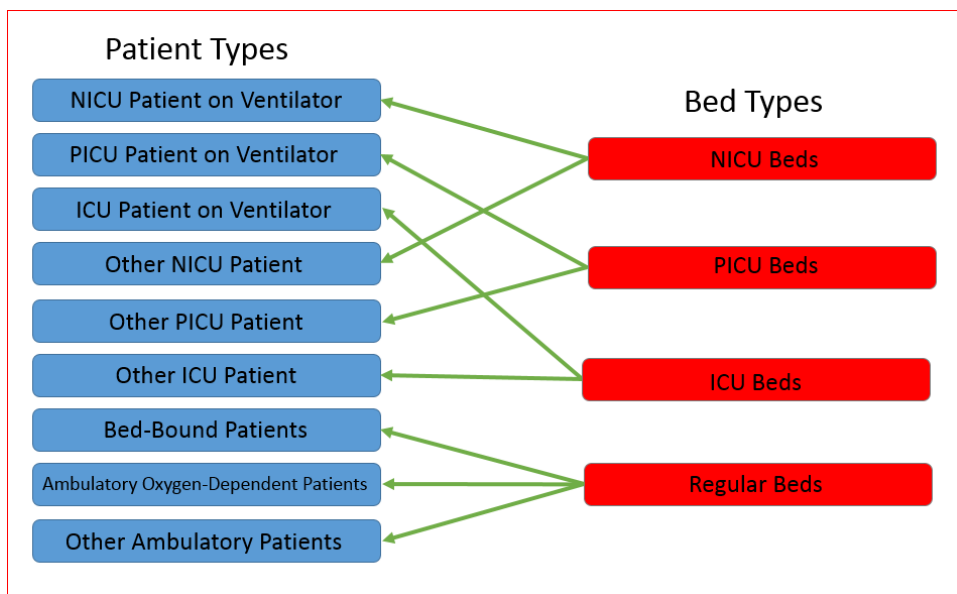 Patient Types
NICU Patient on Ventilator
PICU Patient on Ventilator
ICU Patient on Ventilator
Other NICU Patient
Other PICU Patient
Other ICU Patient
Bed-Bound Patients
Ambulatory Oxygen-Dependent Patients
Other Ambulatory Patients
Bed Types
NICU Beds
PICU Beds
ICU Beds
Regular Beds